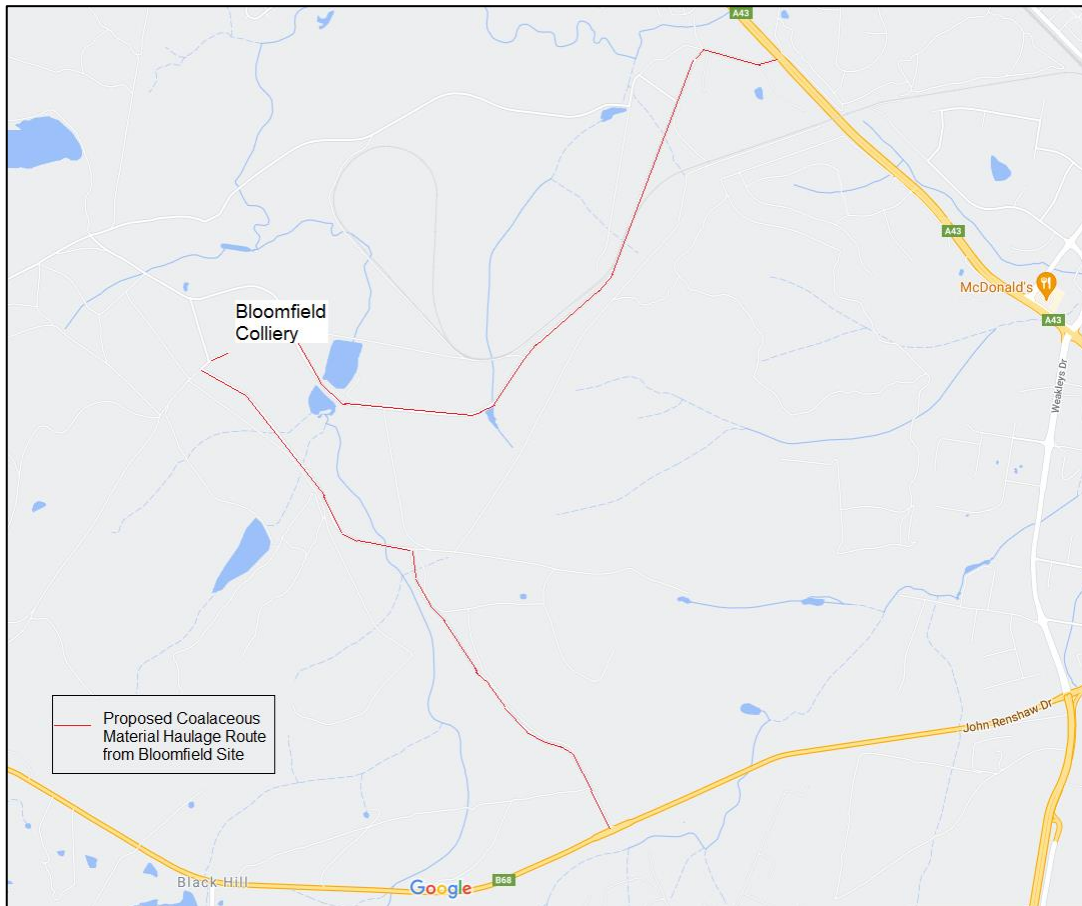 A43
A43
McDonald's
A43
Bloomfield
Colliery
Weakleys Dr
Proposed Coalaceous
Material Haulage Route
from Bloomfield Site
John Renshaw Dr
Black Hill
Google
B68